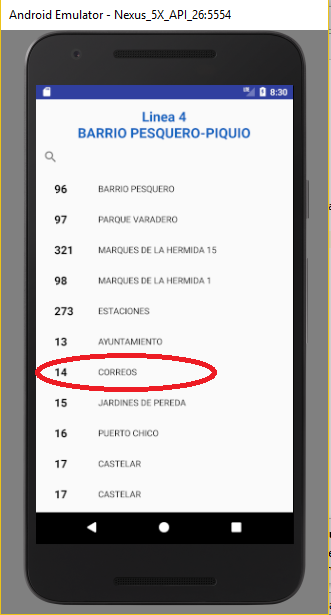 Android Emulator - Nexus_5X_API_26:5554
8:30
Linea 4
BARRIO PESQUERO-PIQUIO
96 BARRIO PESQUERO
97 PARQUE VARADERO
321 MARQUES DE LA HERMIDA 15
98 MARQUES DE LA HERMIDA 1
273 ESTACIONES
13 AYUNTAMIENTO
14 CORREOS
15 JARDINES DE PEREDA
16 PUERTO CHICO
17 CASTELAR
17 CASTELAR